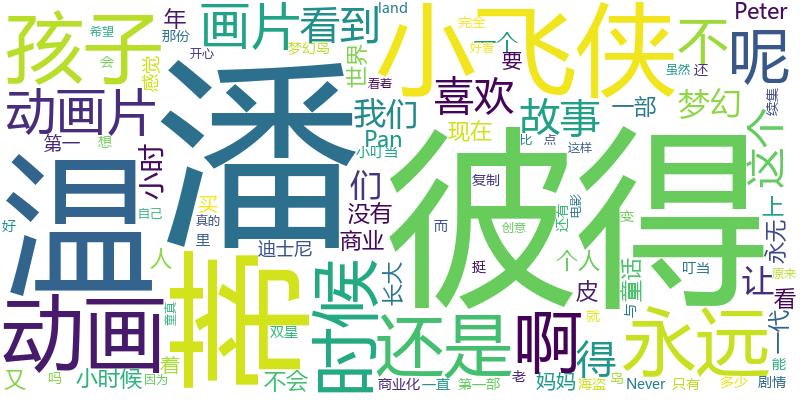 孩子
画片
看到
年
那份
希望
会
感觉
开心
梦幻岛
世界
land
小飞侠
一个
要
完全
好音
不
Peter
虽然
还
呢
动画片
第一
想
小时
潘
看着
我们
Pan
小叮当
喜欢
现在
故事
比
点
这样
一部
梦幻
这个
续集
温
们
没有
商业
复制
彼得
上
永无
好
自己
买
真的
里
迪士尼
人
而
创意
还有
电影
变
个人
叮当
原来
让
看
挺
皮
童话
与
动画
帝
童真
双星
时候
长大
还是
啊
得
就
永远
一代
能
又
吗
小时候
因为
着
不会
商业化
一直
第一部
老
妈妈
海盗
岛
Never
只有
多少
剧情